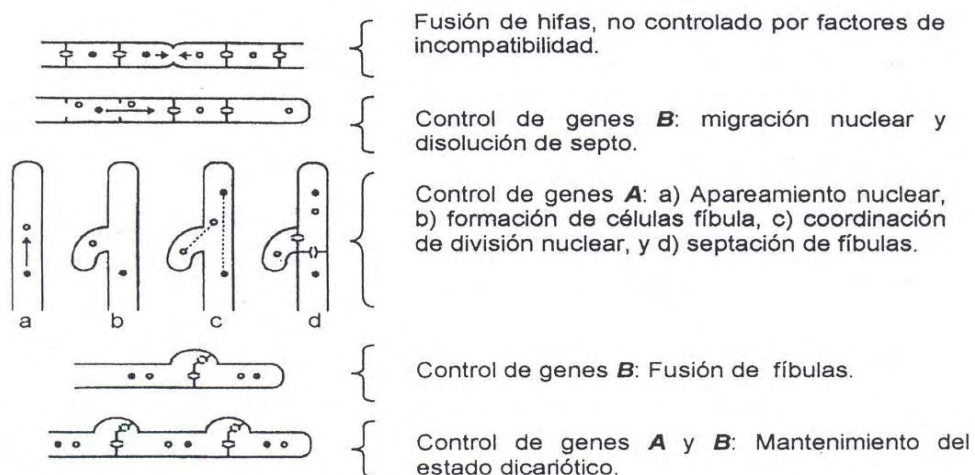 Fusión de hifas, no controlado por factores de
incompatibilidad.
Control de genes B: migración nuclear y
disolución de septo.
Control de genes A: a) Apareamiento nuclear,
b) formación de células fíbula, c) coordinación
de división nuclear, y d) septación de fíbulas.
a b c d
Control de genes B: Fusión de fíbulas.
Control de genes A y B: Mantenimiento del
estado dicariótico.